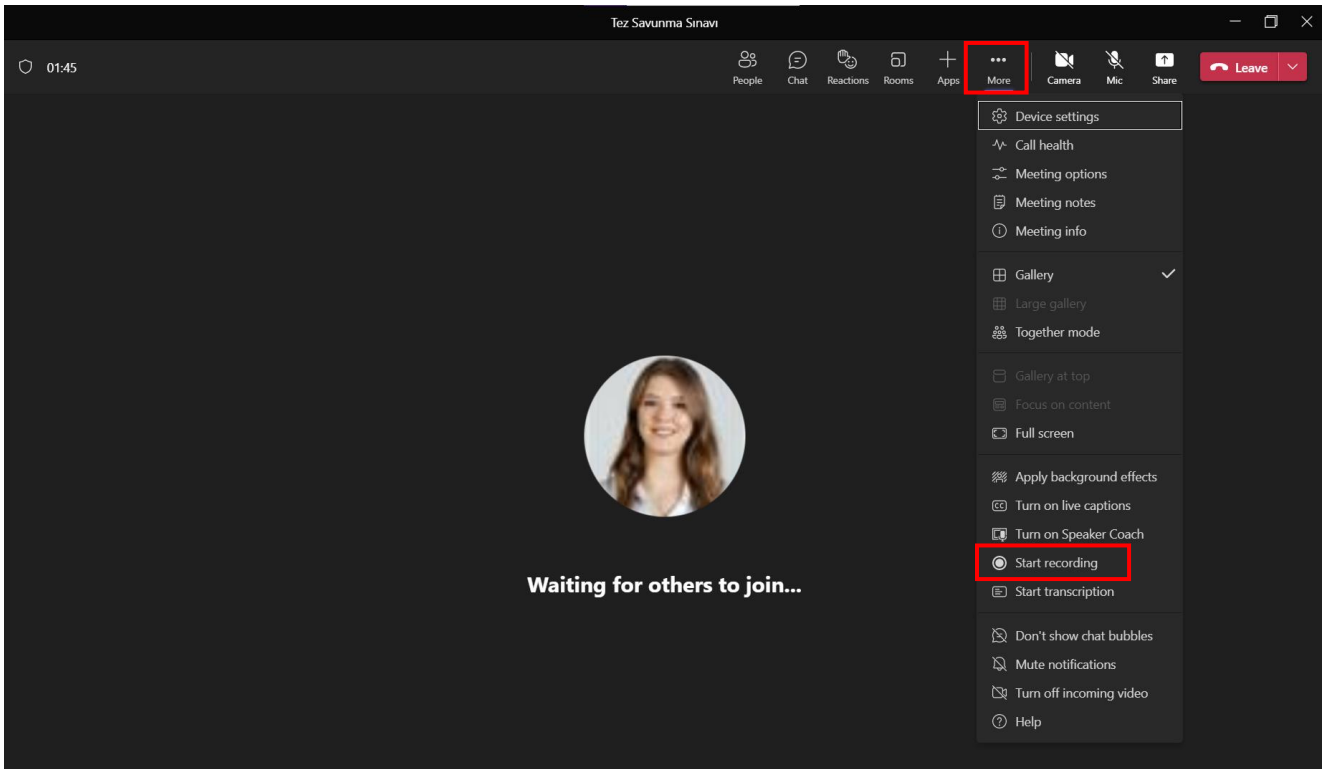 Tez Savunma Sınavı
01:45
People Chat Reactions Rooms Apps More Camera Mic Share Leave
Device settings
Call health
Meeting options
Meeting notes
Meeting info
Gallery
Large gallery
Together mode
Gallery at top
Focus on content
Full screen
Apply background effects
Turn on live captions
Turn on Speaker Coach
Start recording
Start transcription
Don't show chat bubbles
Mute notifications
Turn off incoming video
Help
Waiting for others to join...